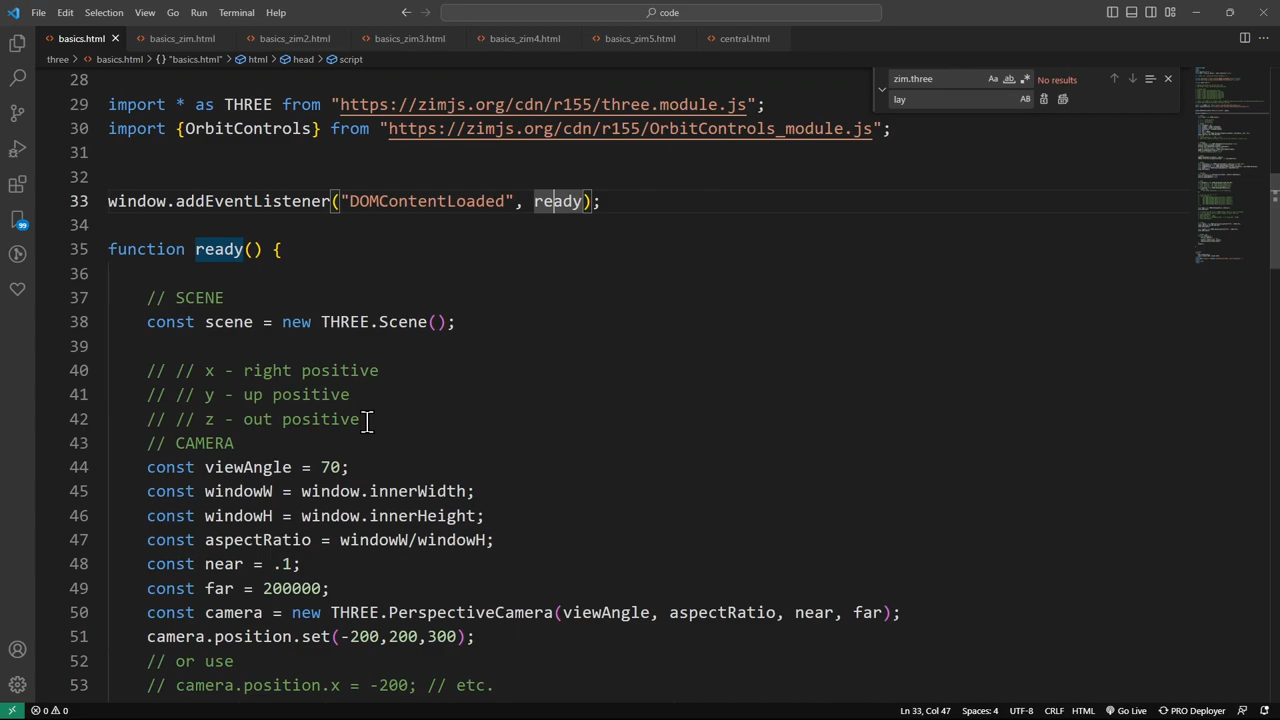 File Edit Selection View Go Run Terminal Help
code
basics.html basics_zim.html basics_zim2.html basics_zim3.html basics_zim4.html basics_zim5.html central.html
three > basics.html > {} "basics.html" > html > head > script
zim.three Aa ab .* No results
lay AB
28
29 import * as THREE from "https://zimjs.org/cdn/r155/three.module.js";
30 import {OrbitControls} from "https://zimjs.org/cdn/r155/OrbitControls_module.js";
31
32
33 window.addEventListener("DOMContentLoaded", ready);
34
35 function ready() {
36
37 // SCENE
38 const scene = new THREE.Scene();
39
40 // // x - right positive
41 // // y - up positive
42 // // z - out positive
43 // CAMERA
44 const viewAngle = 70;
45 const windowW = window.innerWidth;
46 const windowH = window.innerHeight;
47 const aspectRatio = windowW/windowH;
48 const near = .1;
49 const far = 200000;
50 const camera = new THREE.PerspectiveCamera(viewAngle, aspectRatio, near, far);
51 camera.position.set(-200,200,300);
52 // or use
53 // camera.position.x = -200; // etc.
99
0 0 Ln 33, Col 47 Spaces: 4 UTF-8 CRLF HTML Go Live PRO Deployer